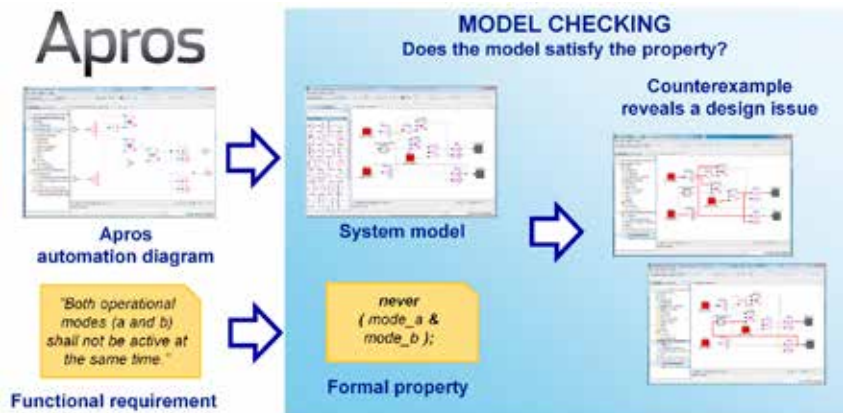 Apros
MODEL CHECKING
Does the model satisfy the property?
Counterexample
reveals a design issue
Apros
automation diagram
System model
"Both operational
modes (a and b)
shall not be active at
the same time."
never
( mode_a &
mode_b );
Functional requirement
Formal property